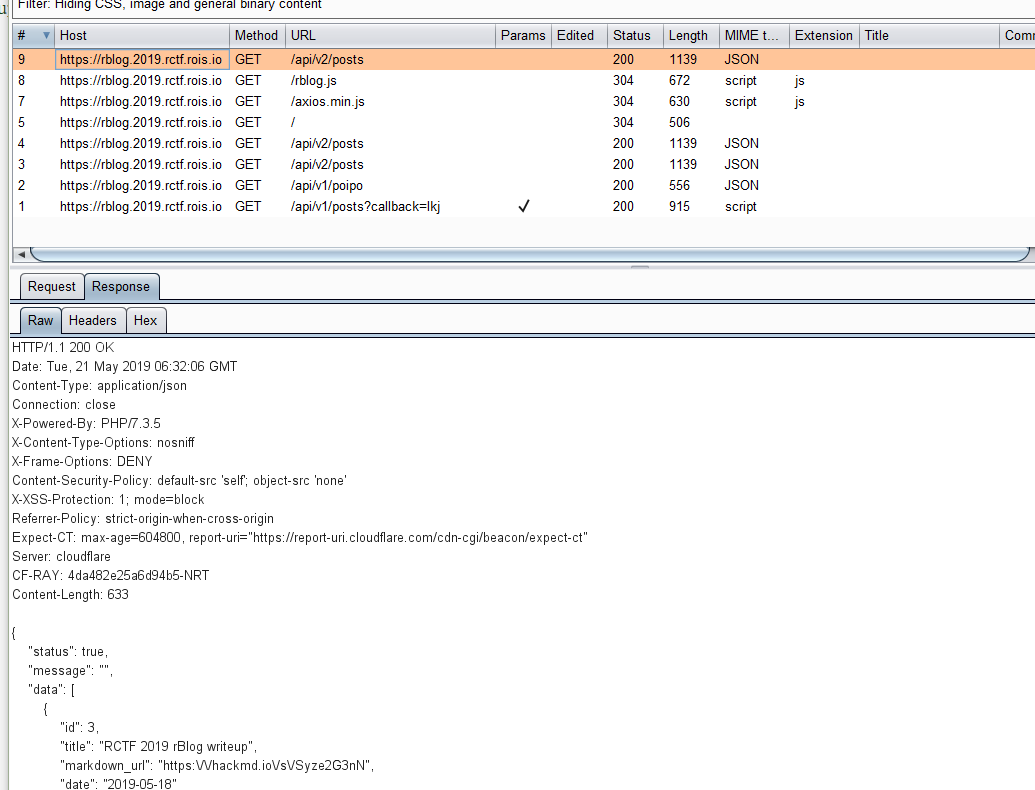 Filter: Hiding CSS, image and general binary content
# Host Method URL Params Edited Status Length MIME t... Extension Title Comm
9 https://rblog.2019.rctf.rois.io GET /api/v2/posts 200 1139 JSON
8 https://rblog.2019.rctf.rois.io GET /rblog.js 304 672 script js
7 https://rblog.2019.rctf.rois.io GET /axios.min.js 304 630 script js
5 https://rblog.2019.rctf.rois.io GET / 304 506
4 https://rblog.2019.rctf.rois.io GET /api/v2/posts 200 1139 JSON
3 https://rblog.2019.rctf.rois.io GET /api/v2/posts 200 1139 JSON
2 https://rblog.2019.rctf.rois.io GET /api/v1/poipo 200 556 JSON
1 https://rblog.2019.rctf.rois.io GET /api/v1/posts?callback=lkj ✓ 200 915 script
Request Response
Raw Headers Hex
HTTP/1.1 200 OK
Date: Tue, 21 May 2019 06:32:06 GMT
Content-Type: application/json
Connection: close
X-Powered-By: PHP/7.3.5
X-Content-Type-Options: nosniff
X-Frame-Options: DENY
Content-Security-Policy: default-src 'self'; object-src 'none'
X-XSS-Protection: 1; mode=block
Referrer-Policy: strict-origin-when-cross-origin
Expect-CT: max-age=604800, report-uri="https://report-uri.cloudflare.com/cdn-cgi/beacon/expect-ct"
Server: cloudflare
CF-RAY: 4da482e25a6d94b5-NRT
Content-Length: 633
{
"status": true,
"message": "",
"data": [
{
"id": 3,
"title": "RCTF 2019 rBlog writeup",
"markdown_url": "https:\/\/hackmd.io\/s\/Syze2G3nN",
"date": "2019-05-18"